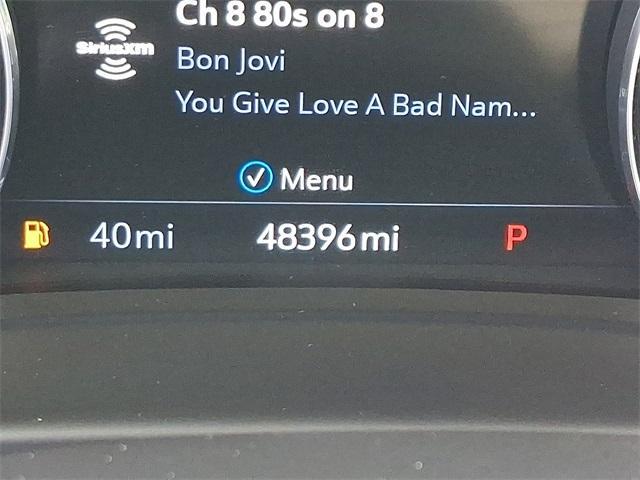 Ch 8 80s on 8
SiriusXM
Bon Jovi
You Give Love A Bad Nam...
Menu
40mi
48396mi
P